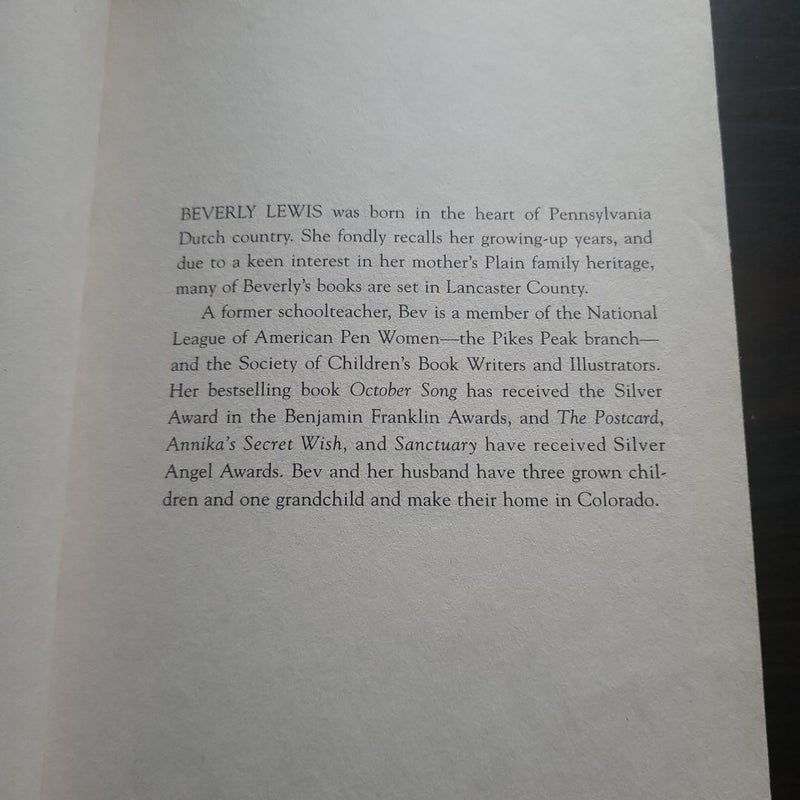 BEVERLY LEWIS was born in the heart of Pennsylvania
Dutch country. She fondly recalls her growing-up years, and
due to a keen interest in her mother's Plain family heritage,
many of Beverly's books are set in Lancaster County.
A former schoolteacher, Bev is a member of the National
League of American Pen Women—the Pikes Peak branch—
and the Society of Children's Book Writers and Illustrators.
Her bestselling book October Song has received the Silver
Award in the Benjamin Franklin Awards, and The Postcard,
Annika's Secret Wish, and Sanctuary have received Silver
Angel Awards. Bev and her husband have three grown chil-
dren and one grandchild and make their home in Colorado.